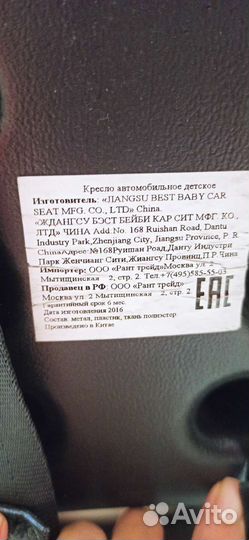 Кресло автомобильное детское
Изготовитель: «JIANGSU BEST BABY CAR
SEAT MFG. CO., LTD» China.
«ЖДАНГСУ БЭСТ БЕЙБИ КАР СИТ МФГ. КО.,
ЛТД» ЧИНА Add.No. 168 Ruishan Road, Dantu
Industry Park,Zhenjiang City, Jiangsu Province, P. R.
ChinaАдрес:№168Руишан Роад,Данту Индустри
Парк Женчианг Сити,Жиангсу Провинц,П.Р.Чина
Импортер: ООО «Рант трейд»Москва ул. 2
Мытищинская 2, стр. 2. Тел.+7(495)585-55-03
Продавец в РФ: ООО «Рант трейд»
Москва ул. 2 Мытищинская 2, стр. 2.
Гарантийный срок 6 мес.
Дата изготовления 2016
Состав: метал, пластик, ткань полиэстер
Произведено в Китае
EAC
Avito